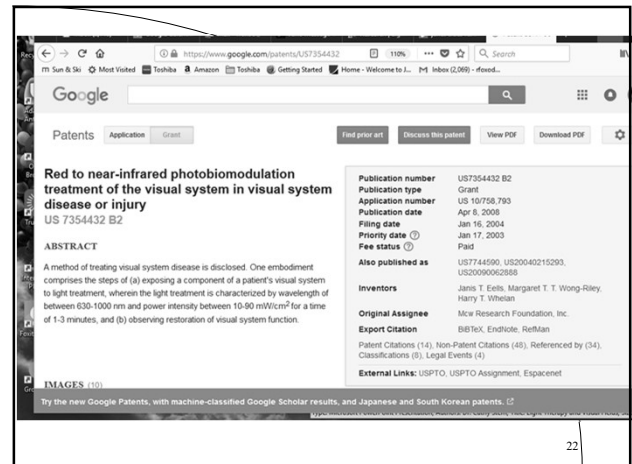 https://www.google.com/patents/US7354432
110%
Search
Sun & Ski Most Visited Toshiba Amazon Toshiba Getting Started Home - Welcome to J... Inbox (2,069) - rfoxed...
Google
Patents Application Grant
Find prior art Discuss this patent View PDF Download PDF
Red to near-infrared photobiomodulation
treatment of the visual system in visual system
disease or injury
US 7354432 B2
ABSTRACT
A method of treating visual system disease is disclosed. One embodiment
comprises the steps of (a) exposing a component of a patient's visual system
to light treatment, wherein the light treatment is characterized by wavelength of
between 630-1000 nm and power intensity between 10-90 mW/cm2 for a time
of 1-3 minutes, and (b) observing restoration of visual system function.
IMAGES (10)
Publication number US7354432 B2
Publication type Grant
Application number US 10/758,793
Publication date Apr 8, 2008
Filing date Jan 16, 2004
Priority date Jan 17, 2003
Fee status Paid
Also published as US7744590, US20040215293,
US20090062888
Inventors Janis T. Eells, Margaret T. T. Wong-Riley,
Harry T. Whelan
Original Assignee Mcw Research Foundation, Inc.
Export Citation BiBTeX, EndNote, RefMan
Patent Citations (14), Non-Patent Citations (48), Referenced by (34),
Classifications (8), Legal Events (4)
External Links: USPTO, USPTO Assignment, Espacenet
Try the new Google Patents, with machine-classified Google Scholar results, and Japanese and South Korean patents.
22